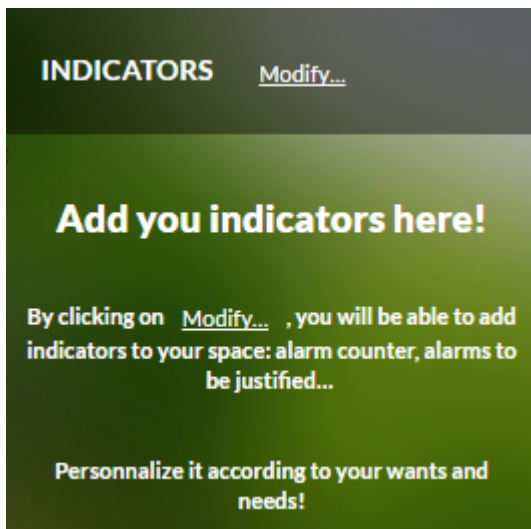 INDICATORS Modify...
Add you indicators here!
By clicking on Modify... , you will be able to add
indicators to your space: alarm counter, alarms to
be justified...
Personnalize it according to your wants and
needs!